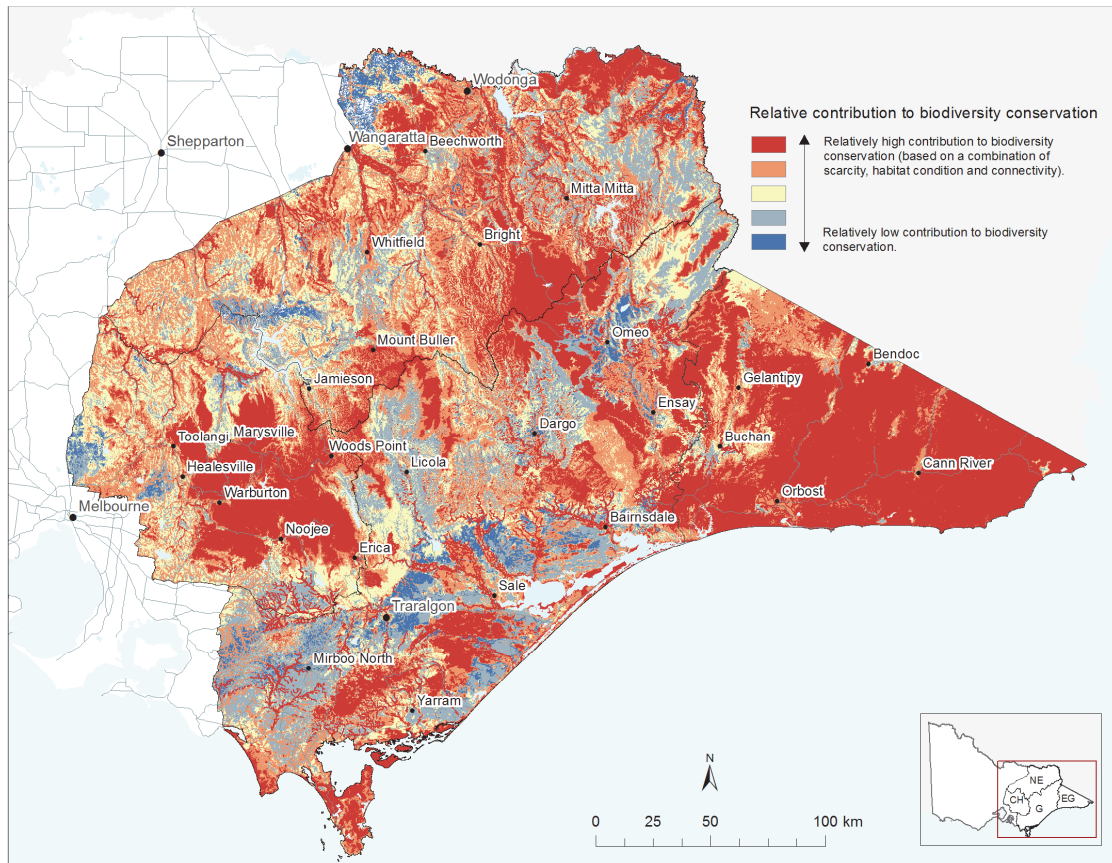 Wodonga
Shepparton
Wangaratta
Beechworth
Relative contribution to biodiversity conservation
Relatively high contribution to biodiversity
conservation (based on a combination of
scarcity, habitat condition and connectivity).
Relatively low contribution to biodiversity
conservation.
Mitta Mitta
Bright
Whitfield
Omeo
Mount Buller
Bendoc
Jamieson
Gelantipy
Ensay
Dargo
Marysville
Toolangi
Buchan
Woods Point
Licola
Healesville
Cann River
Warburton
Orbost
Melbourne
Bairnsdale
Noojee
Erica
Sale
Traralgon
Mirboo North
Yarram
N
0 25 50 100 km
NE
CH
G
EG